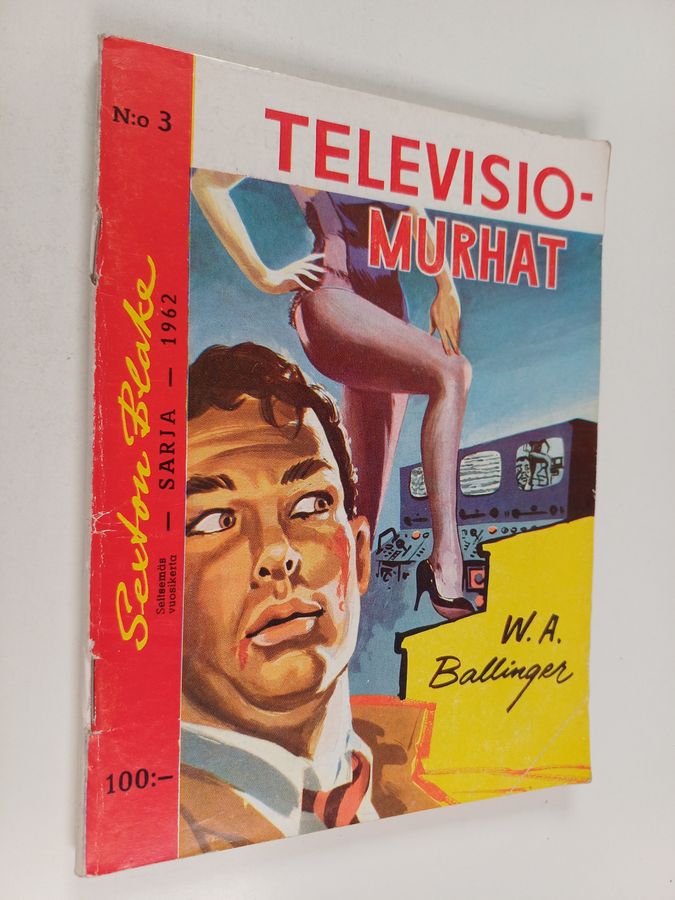 N:o 3
TELEVISIO-
MURHAT
Sexton Blake
— SARJA — 1962
Seitsemäs
vuosikerta
W. A.
Ballinger
100:-